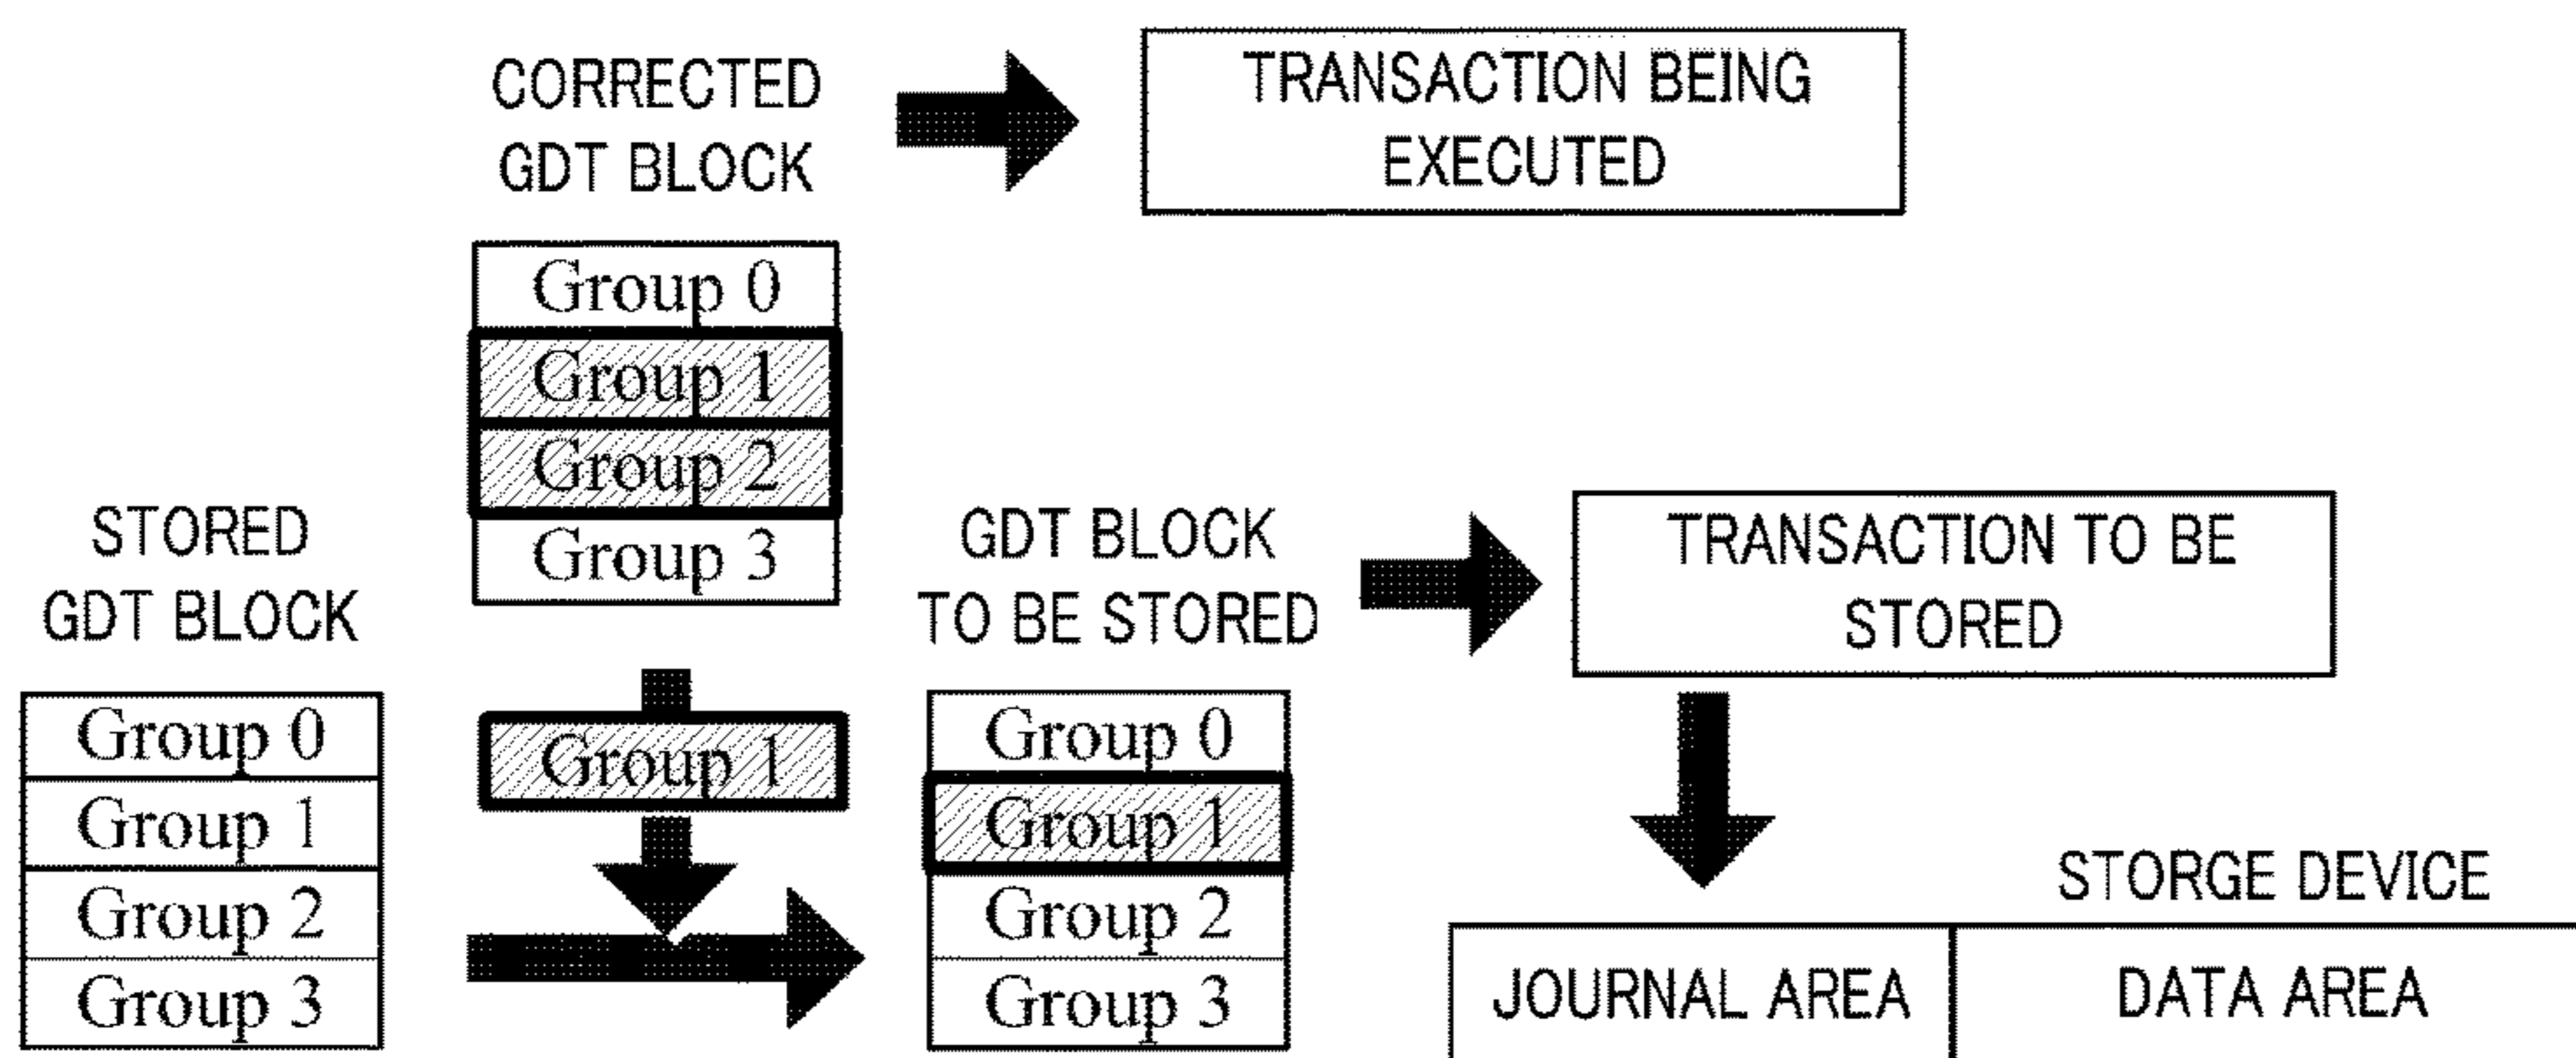 CORRECTED
GDT BLOCK
TRANSACTION BEING
EXECUTED
Group 0
Group 1
Group 2
Group 3
STORED
GDT BLOCK
Group 0
Group 1
Group 2
Group 3
Group 1
GDT BLOCK
TO BE STORED
Group 0
Group 1
Group 2
Group 3
TRANSACTION TO BE
STORED
STORGE DEVICE
JOURNAL AREA
DATA AREA